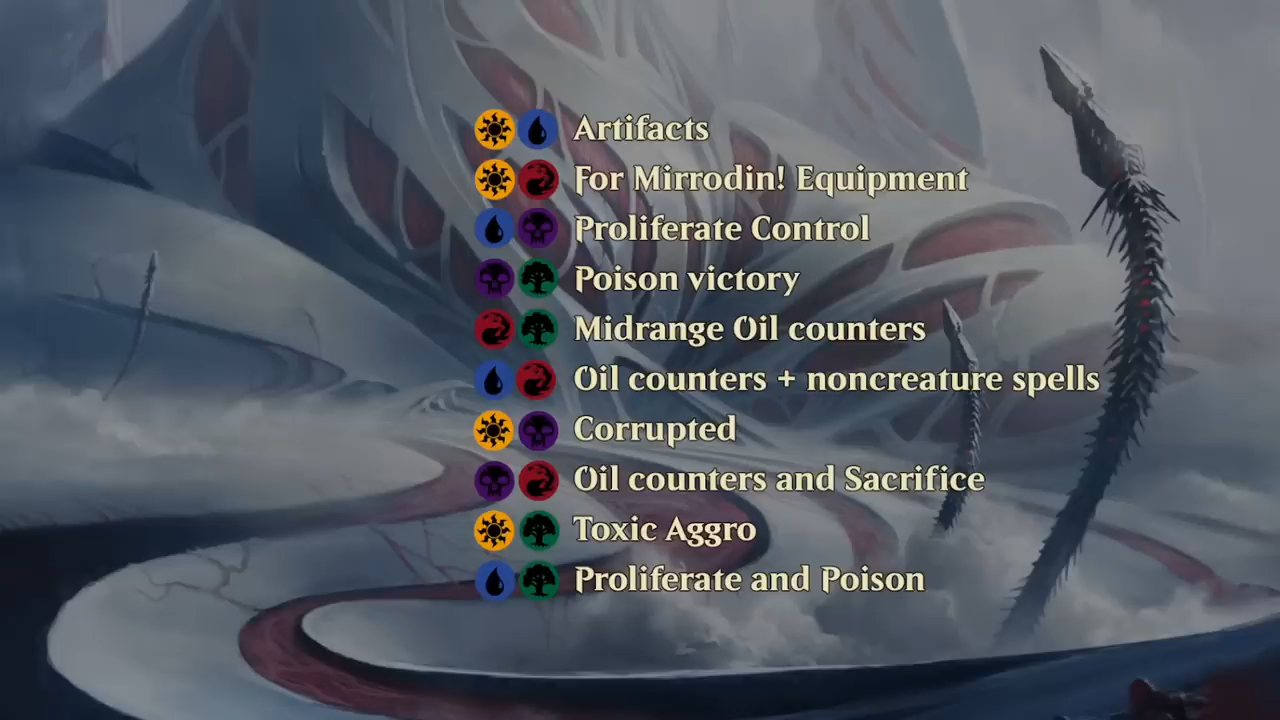 Artifacts
For Mirrodin! Equipment
Proliferate Control
Poison victory
Midrange Oil counters
Oil counters + noncreature spells
Corrupted
Oil counters and Sacrifice
Toxic Aggro
Proliferate and Poison